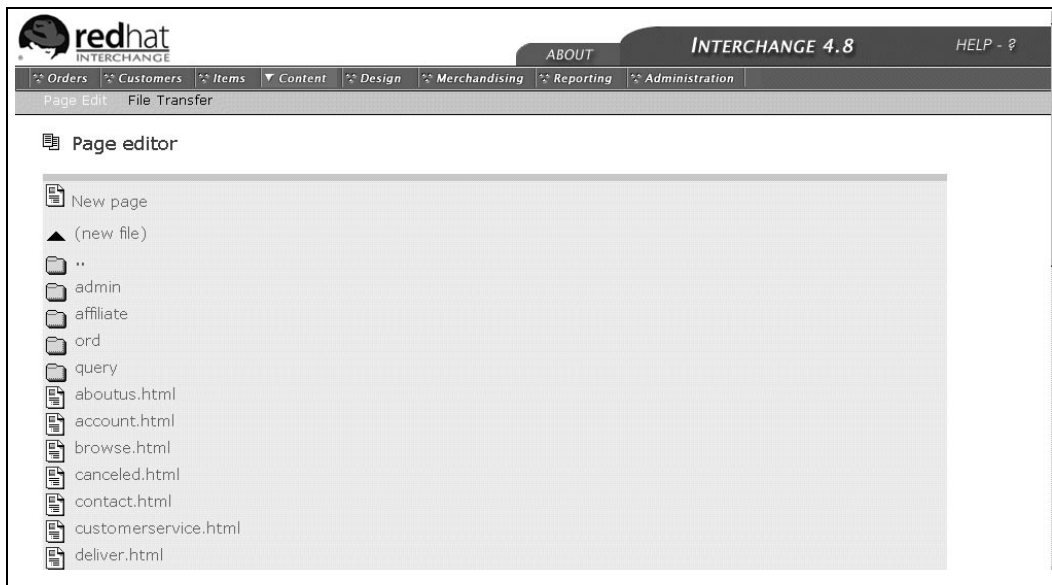 redhat
INTERCHANGE
ABOUT
INTERCHANGE 4.8
HELP - ?
Orders Customers Items Content Design Merchandising Reporting Administration
Page Edit File Transfer
Page editor
New page
(new file)
..
admin
affiliate
ord
query
aboutus.html
account.html
browse.html
canceled.html
contact.html
customerservice.html
deliver.html